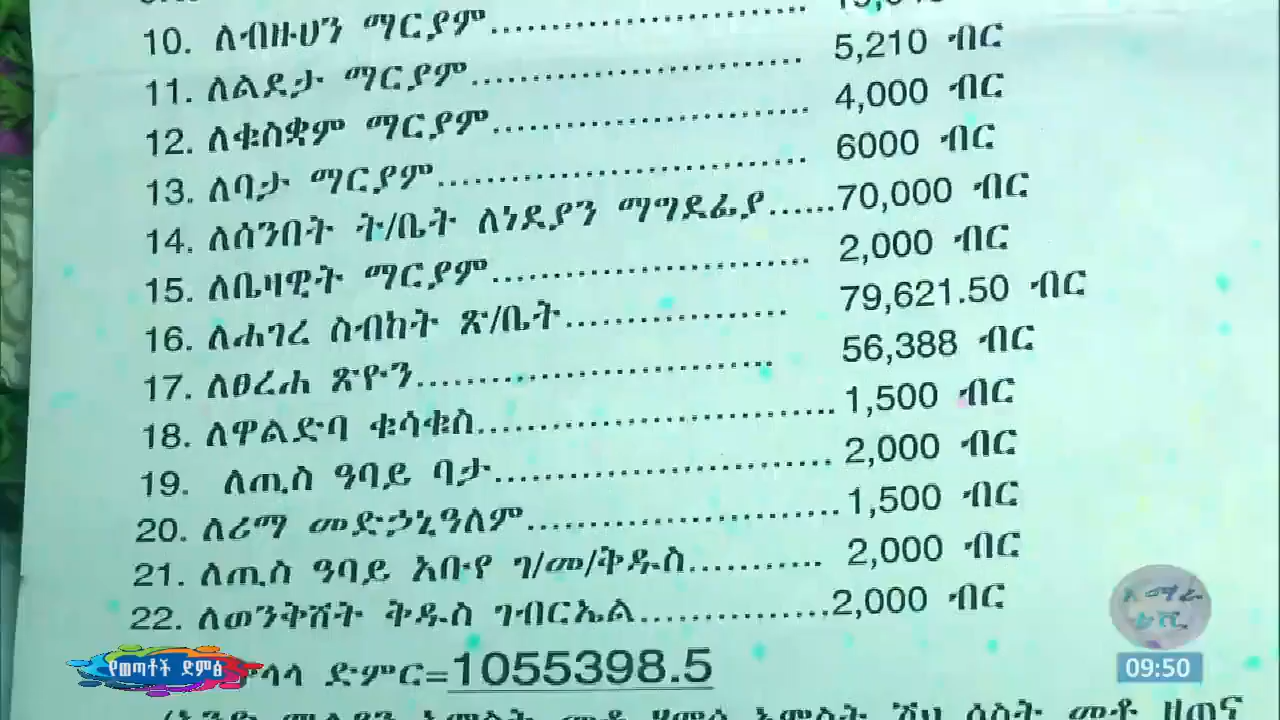 10. ለብዙሀን ማርያም...............................
11. ለልደታ ማርያም............................... 5,210 ብር
12. ለቁስቋም ማርያም............................... 4,000 ብር
13. ለባታ ማርያም................................... 6000 ብር
14. ለሰንበት ት/ቤት ለነዳያን ማግደፊያ......70,000 ብር
15. ለቤዛዊት ማርያም............................... 2,000 ብር
16. ለሐገረ ስብከት ጽ/ቤት..................... 79,621.50 ብር
17. ለፀረሐ ጽዮን................................... 56,388 ብር
18. ለዋልድባ ቁሳቁስ.................................. 1,500 ብር
19. ለጢስ ዓባይ ባታ................................. 2,000 ብር
20. ለሪማ መድኃኒዓለም..............................1,500 ብር
21. ለጢስ ዓባይ አቡየ ገ/መ/ቅዱስ............ 2,000 ብር
22. ለወንቅሸት ቅዱስ ገብርኤል..................2,000 ብር
ድምር=1055398.5
የወጣቶች ድምፅ
አማራ
09:50